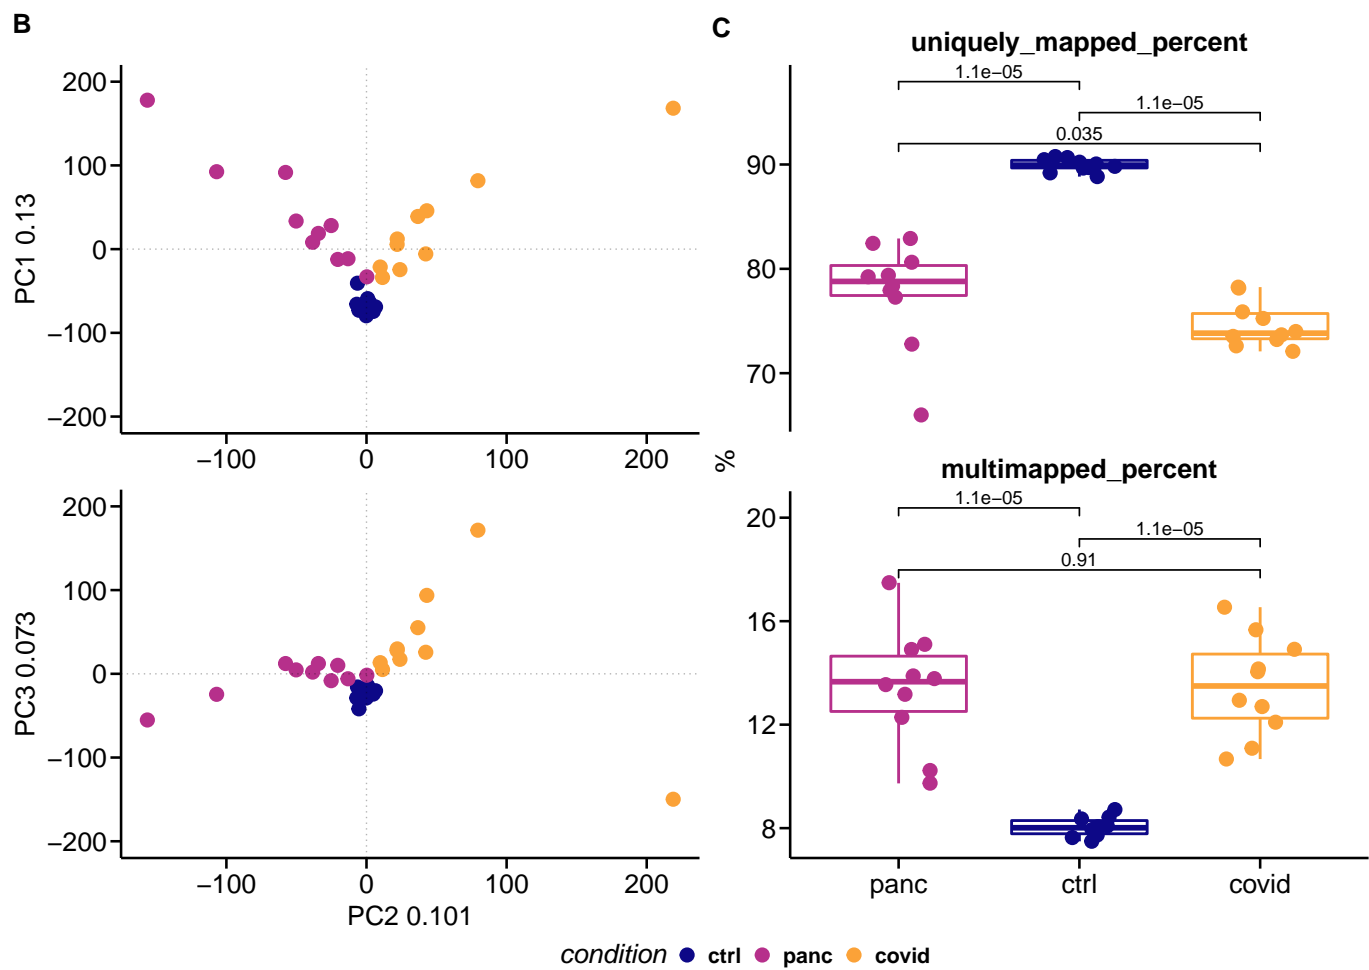 B
200
100
0
−100
−200
PC1 0.13
−100
0
100
200
200
100
0
−100
−200
PC3 0.073
−100
0
100
200
PC2 0.101
C
uniquely_mapped_percent
1.1e−05
1.1e−05
0.035
90
80
70
%
multimapped_percent
1.1e−05
1.1e−05
0.91
20
16
12
8
panc
ctrl
covid
condition ctrl panc covid